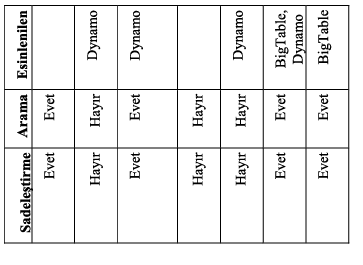 Sadeleştirme Arama Esinlenilen
Evet Evet
Hayır Hayır Dynamo
Evet Evet Dynamo
Hayır Hayır
Hayır Hayır Dynamo
Evet Evet BigTable,
Dynamo
Evet Evet BigTable